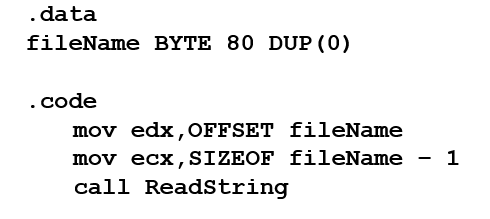 .data
fileName BYTE 80 DUP(0)
.code
mov edx,OFFSET fileName
mov ecx,SIZEOF fileName – 1
call ReadString